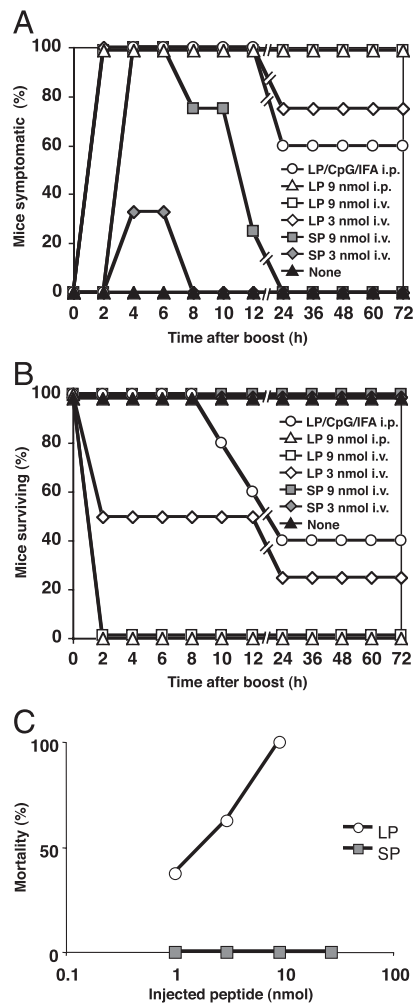 A
Mice symptomatic (%)
100
80
60
40
20
0
LP/CpG/IFA i.p.
LP 9 nmol i.p.
LP 9 nmol i.v.
LP 3 nmol i.v.
SP 9 nmol i.v.
SP 3 nmol i.v.
None
0 2 4 6 8 10 12 24 36 48 60 72
Time after boost (h)
B
Mice surviving (%)
100
80
60
40
20
0
LP/CpG/IFA i.p.
LP 9 nmol i.p.
LP 9 nmol i.v.
LP 3 nmol i.v.
SP 9 nmol i.v.
SP 3 nmol i.v.
None
0 2 4 6 8 10 12 24 36 48 60 72
Time after boost (h)
C
Mortality (%)
100
50
0
LP
SP
0.1 1 10 100
Injected peptide (nmol)